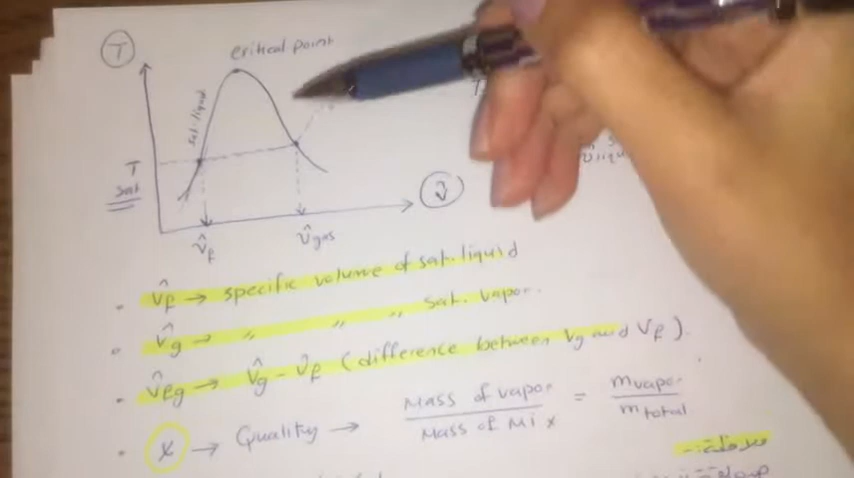 T
critical point
sat. liquid
T
sat
v̂
v̂f
v̂gas
• v̂f → specific volume of sat. liquid
• v̂g → " " " sat. vapor.
• v̂fg → v̂g - v̂f (difference between vg and vf).
• x → Quality → Mass of vapor / Mass of Mix = mvapor / mtotal
ملاحظة:-